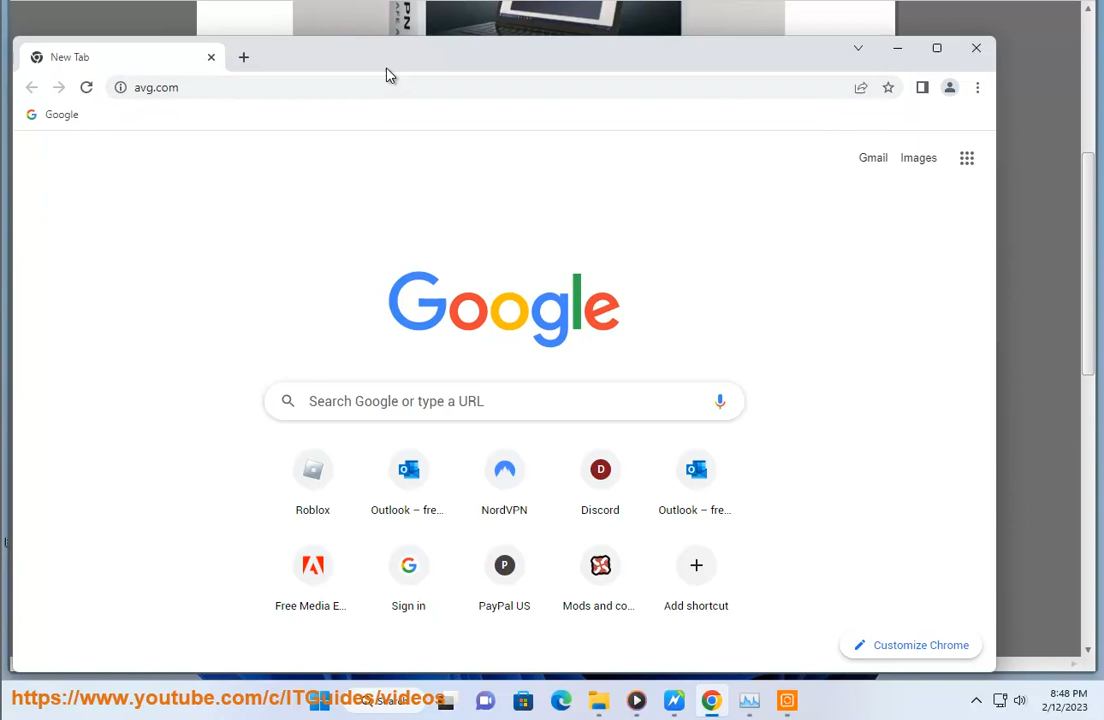 PN
New Tab
avg.com
Google
Gmail Images
Google
Search Google or type a URL
Roblox
Outlook – fre...
NordVPN
D
Discord
Outlook – fre...
Free Media E...
Sign in
P
PayPal US
Mods and co...
Add shortcut
Customize Chrome
https://www.youtube.com/c/ITGuides/videos
8:48 PM
2/12/2023